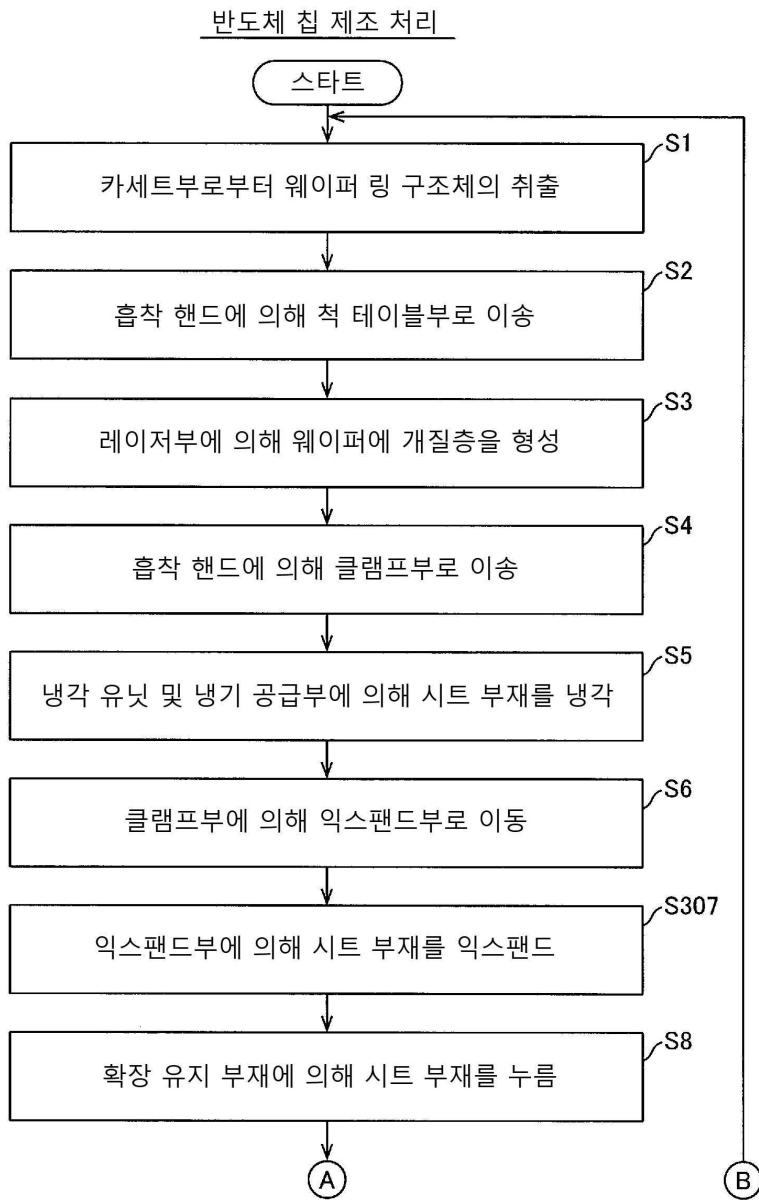 반도체 칩 제조 처리
스타트
S1
카세트부로부터 웨이퍼 링 구조체의 취출
S2
흡착 핸드에 의해 척 테이블부로 이송
S3
레이저부에 의해 웨이퍼에 개질층을 형성
S4
흡착 핸드에 의해 클램프부로 이송
S5
냉각 유닛 및 냉기 공급부에 의해 시트 부재를 냉각
S6
클램프부에 의해 익스팬드부로 이동
S307
익스팬드부에 의해 시트 부재를 익스팬드
S8
확장 유지 부재에 의해 시트 부재를 누름
A
B